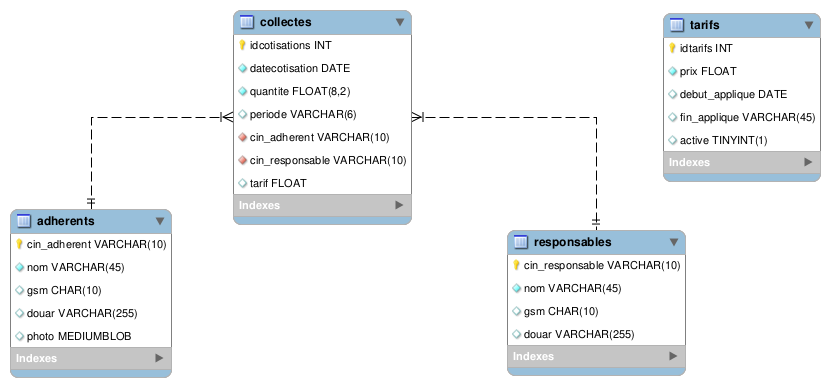 collectes
idcotisations INT
datecotisation DATE
quantite FLOAT(8,2)
periode VARCHAR(6)
cin_adherent VARCHAR(10)
cin_responsable VARCHAR(10)
tarif FLOAT
Indexes
tarifs
idtarifs INT
prix FLOAT
debut_applique DATE
fin_applique VARCHAR(45)
active TINYINT(1)
Indexes
adherents
cin_adherent VARCHAR(10)
nom VARCHAR(45)
gsm CHAR(10)
douar VARCHAR(255)
photo MEDIUMBLOB
Indexes
responsables
cin_responsable VARCHAR(10)
nom VARCHAR(45)
gsm CHAR(10)
douar VARCHAR(255)
Indexes